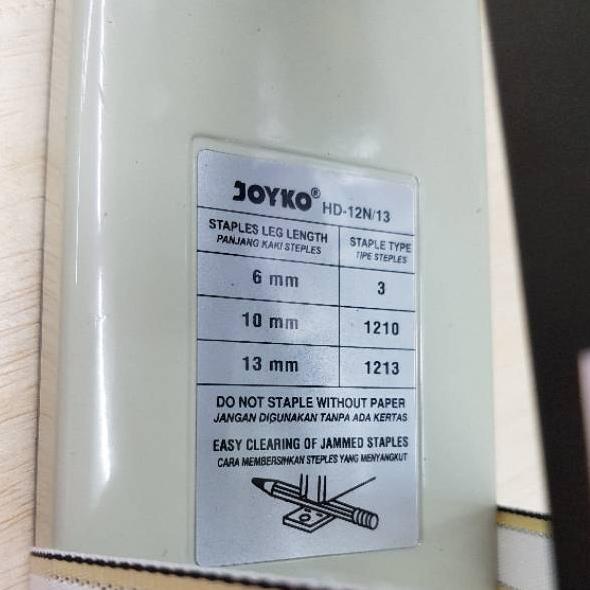 JOYKO® HD-12N/13
STAPLES LEG LENGTH
PANJANG KAKI STEPLES
STAPLE TYPE
TIPE STEPLES
6 mm 3
10 mm 1210
13 mm 1213
DO NOT STAPLE WITHOUT PAPER
JANGAN DIGUNAKAN TANPA ADA KERTAS
EASY CLEARING OF JAMMED STAPLES
CARA MEMBERSIHKAN STEPLES YANG MENYANGKUT